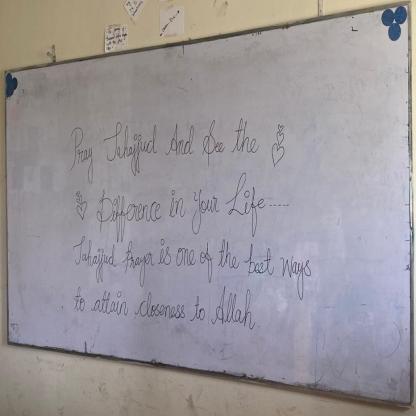 Pray Tahajjud And See the
Difference in Your Life-----
Tahajjud Prayer is one of the best ways
to attain closeness to Allah